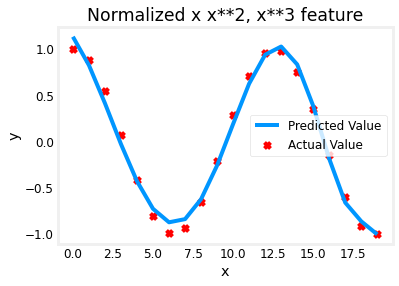 Normalized x x**2, x**3 feature
1.0
0.5
0.0
−0.5
−1.0
y
Predicted Value
Actual Value
0.0 2.5 5.0 7.5 10.0 12.5 15.0 17.5
x